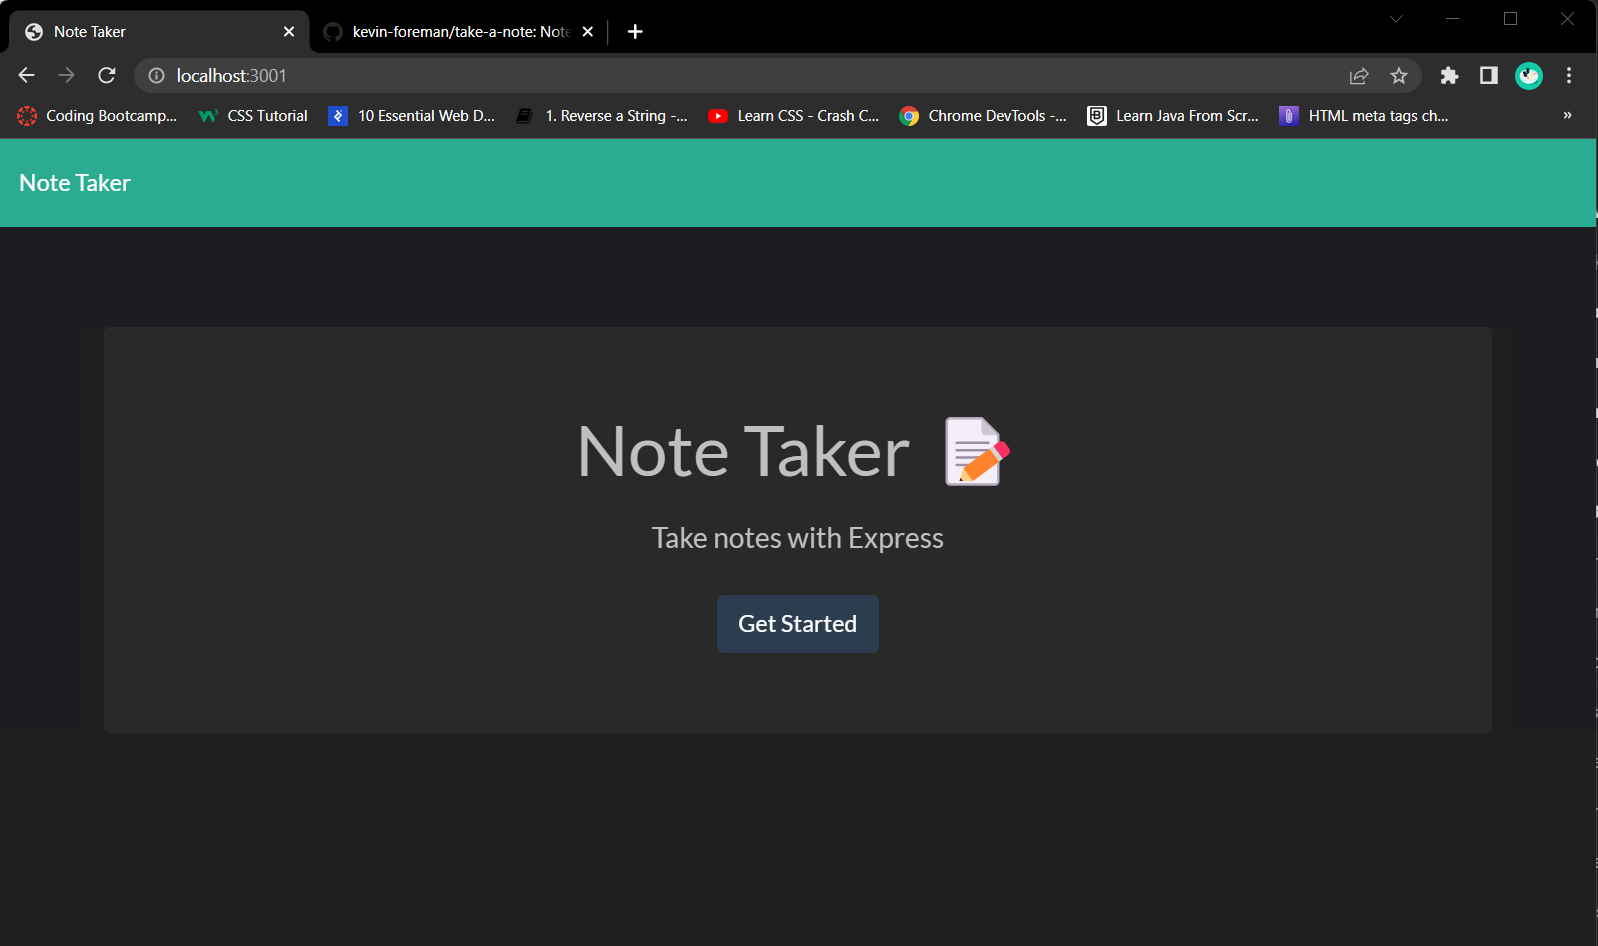 Note Taker
kevin-foreman/take-a-note: Note
localhost:3001
Coding Bootcamp... CSS Tutorial 10 Essential Web D... 1. Reverse a String -... Learn CSS - Crash C... Chrome DevTools -... Learn Java From Scr... HTML meta tags ch... »
Note Taker
Note Taker
Take notes with Express
Get Started